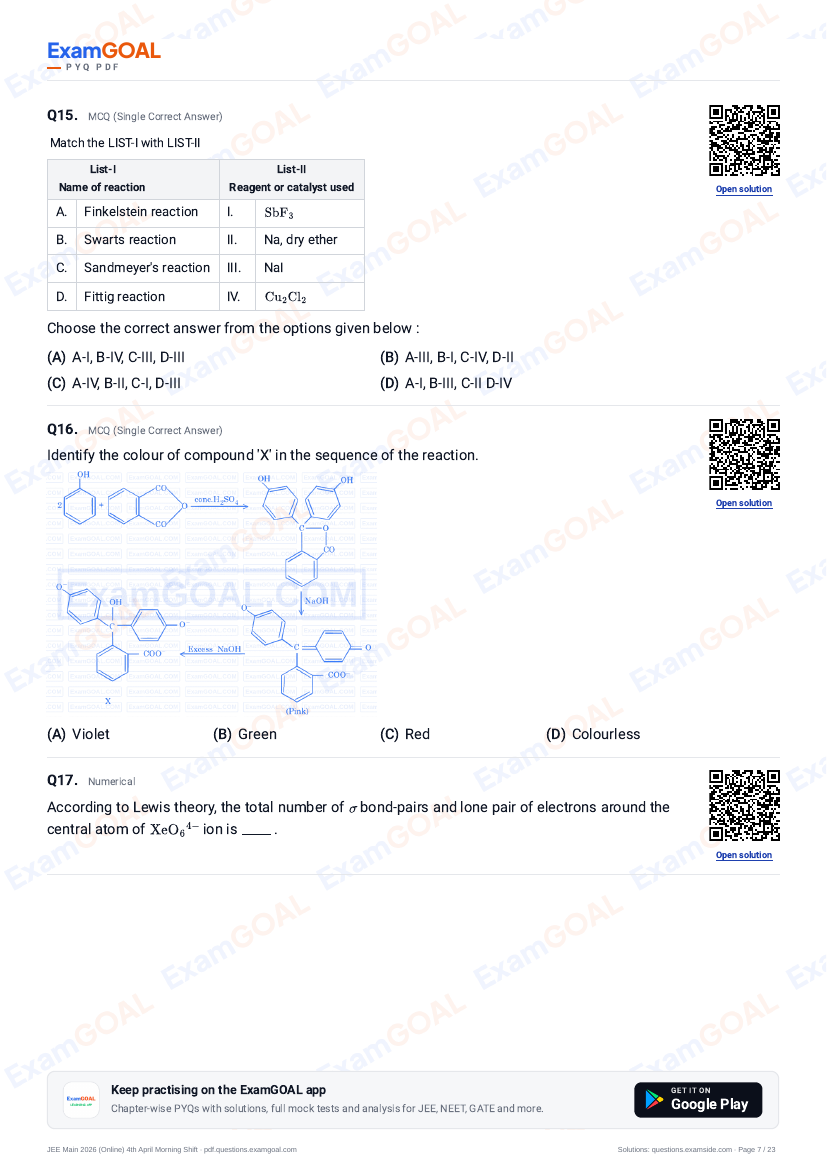 ExamGOAL
PYQ PDF
Q15. MCQ (Single Correct Answer)
Match the LIST-I with LIST-II
List-I List-II
Name of reaction Reagent or catalyst used
A. Finkelstein reaction I. SbF₃
B. Swarts reaction II. Na, dry ether
C. Sandmeyer's reaction III. NaI
D. Fittig reaction IV. Cu₂Cl₂
Choose the correct answer from the options given below :
(A) A-I, B-IV, C-III, D-III (B) A-III, B-I, C-IV, D-II
(C) A-IV, B-II, C-I, D-III (D) A-I, B-III, C-II D-IV
Open solution
Q16. MCQ (Single Correct Answer)
Identify the colour of compound 'X' in the sequence of the reaction.
OH
2 + CO O CO
conc.H₂SO₄
OH OH
C O
CO
NaOH
O
C O
COO⁻
(Pink)
Excess NaOH
O⁻
OH
C O⁻
COO⁻
X
ExamGOAL.COM
(A) Violet (B) Green (C) Red (D) Colourless
Open solution
Q17. Numerical
According to Lewis theory, the total number of σ bond-pairs and lone pair of electrons around the
central atom of XeO₆⁴⁻ ion is ____ .
Open solution
Keep practising on the ExamGOAL app
Chapter-wise PYQs with solutions, full mock tests and analysis for JEE, NEET, GATE and more.
GET IT ON
Google Play
JEE Main 2026 (Online) 4th April Morning Shift · pdf.questions.examgoal.com
Solutions: questions.examside.com · Page 7 / 23